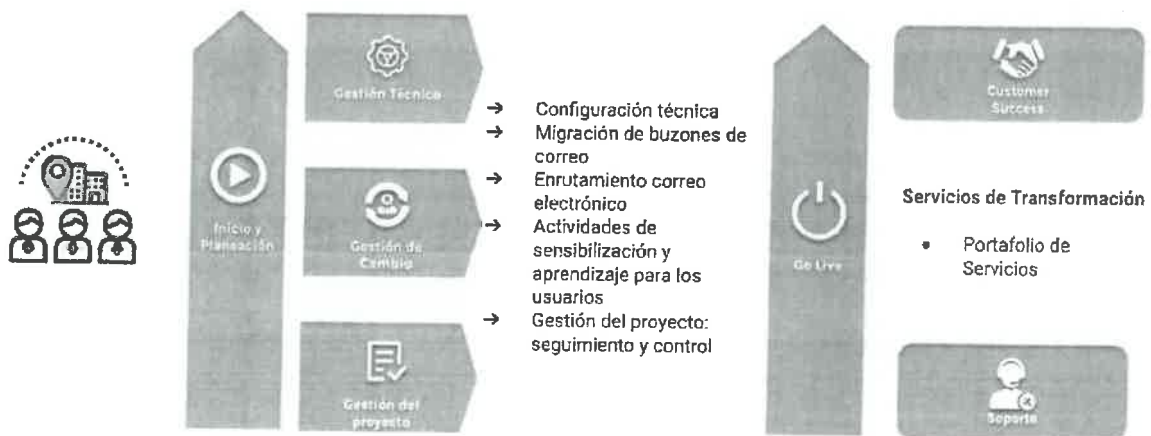 Inicio y
Planeación
Gestión Técnica
Gestión de
Cambio
Gestión del
proyecto
→ Configuración técnica
→ Migración de buzones de
correo
→ Enrutamiento correo
electrónico
→ Actividades de
sensibilización y
aprendizaje para los
usuarios
→ Gestión del proyecto:
seguimiento y control
Go Live
Customer
Success
Servicios de Transformación
• Portafolio de
Servicios
Soporte